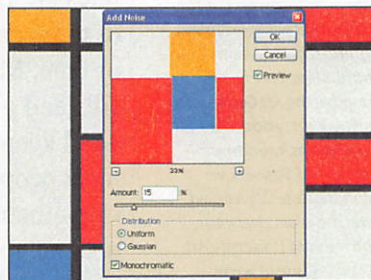 Add Noise
OK
Cancel
Preview
33%
Amount: 15 %
Distribution
Uniform
Gaussian
Monochromatic